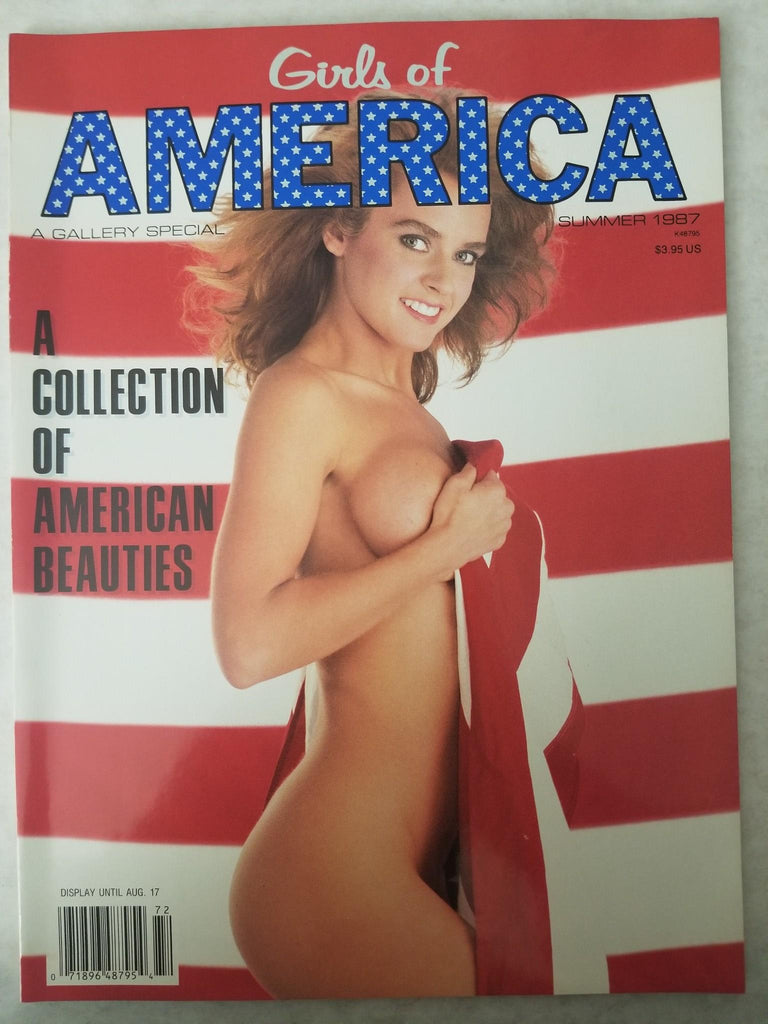 Girls of
AMERICA
A GALLERY SPECIAL
SUMMER 1987
K48795
$3.95 US
A
COLLECTION
OF
AMERICAN
BEAUTIES
DISPLAY UNTIL AUG. 17
72
0 71896 48795 4